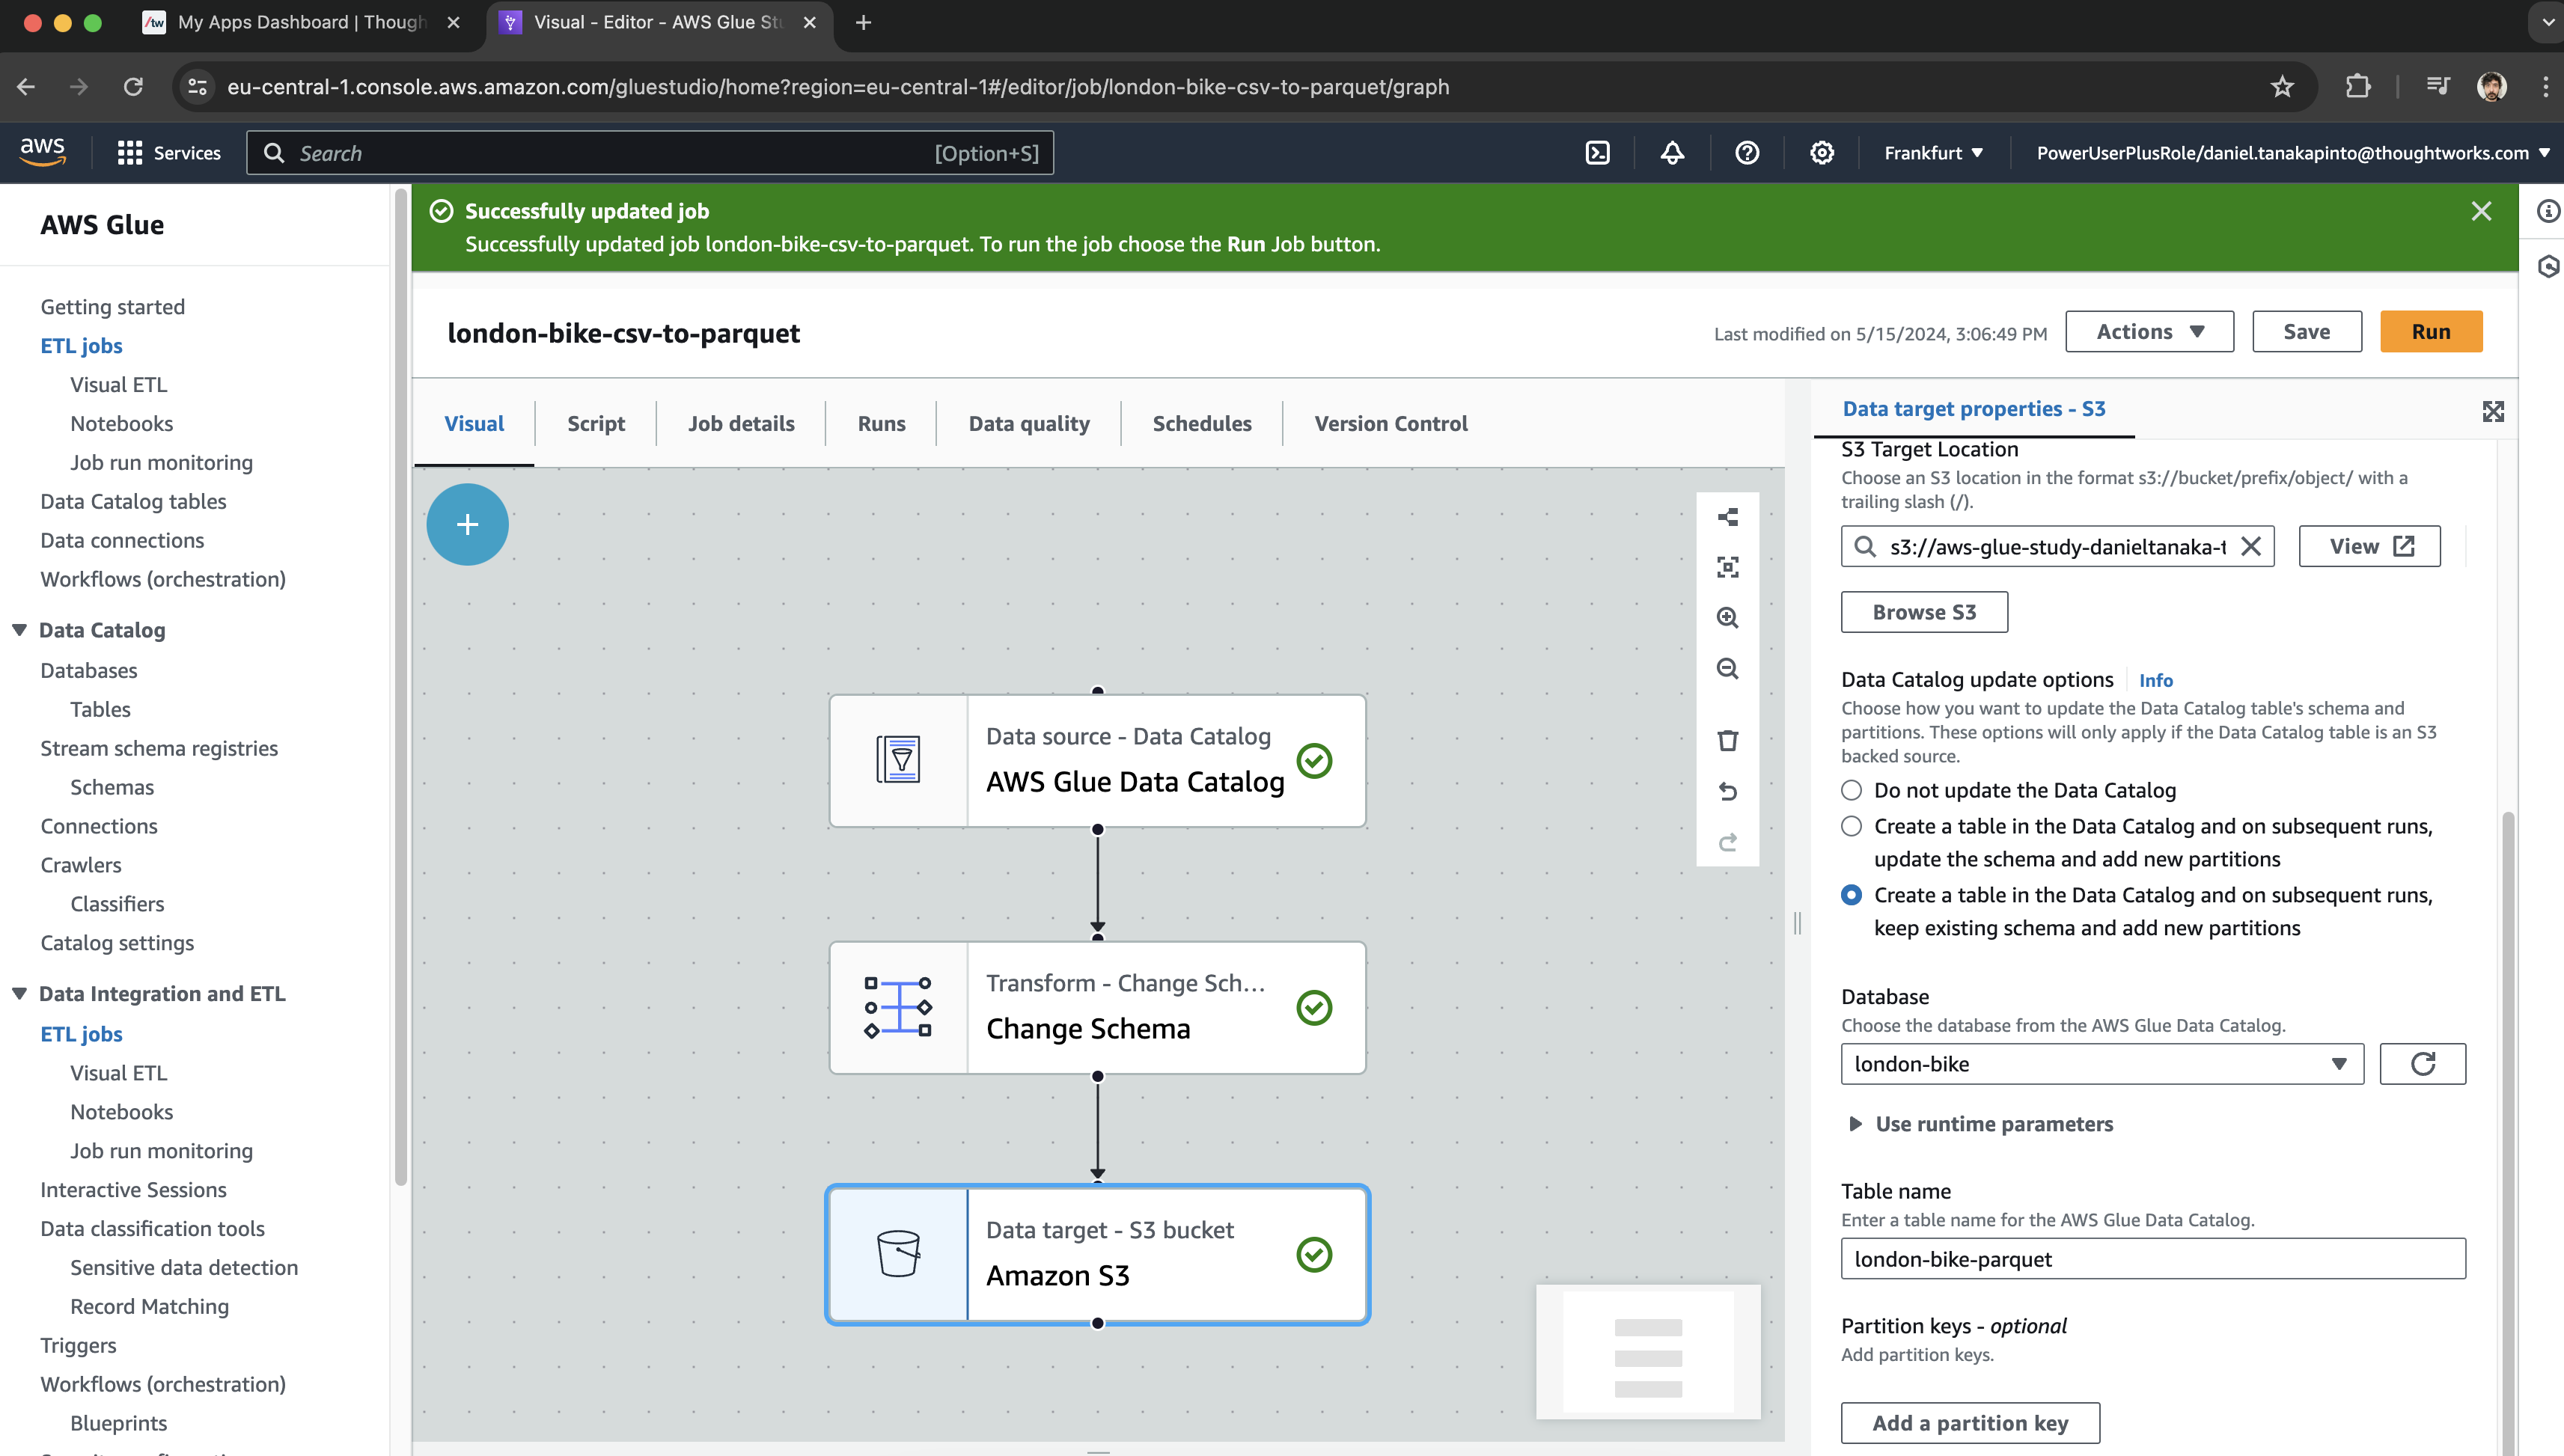 My Apps Dashboard | Though
Visual - Editor - AWS Glue Stu
eu-central-1.console.aws.amazon.com/gluestudio/home?region=eu-central-1#/editor/job/london-bike-csv-to-parquet/graph
aws
Services
Search
[Option+S]
Frankfurt
PowerUserPlusRole/daniel.tanakapinto@thoughtworks.com
AWS Glue
Getting started
ETL jobs
Visual ETL
Notebooks
Job run monitoring
Data Catalog tables
Data connections
Workflows (orchestration)
Data Catalog
Databases
Tables
Stream schema registries
Schemas
Connections
Crawlers
Classifiers
Catalog settings
Data Integration and ETL
ETL jobs
Visual ETL
Notebooks
Job run monitoring
Interactive Sessions
Data classification tools
Sensitive data detection
Record Matching
Triggers
Workflows (orchestration)
Blueprints
Successfully updated job
Successfully updated job london-bike-csv-to-parquet. To run the job choose the Run Job button.
london-bike-csv-to-parquet
Last modified on 5/15/2024, 3:06:49 PM
Actions
Save
Run
Visual
Script
Job details
Runs
Data quality
Schedules
Version Control
Data source - Data Catalog
AWS Glue Data Catalog
Transform - Change Sch...
Change Schema
Data target - S3 bucket
Amazon S3
Data target properties - S3
S3 Target Location
Choose an S3 location in the format s3://bucket/prefix/object/ with a
trailing slash (/).
s3://aws-glue-study-danieltanaka-t
View
Browse S3
Data Catalog update options
Info
Choose how you want to update the Data Catalog table's schema and
partitions. These options will only apply if the Data Catalog table is an S3
backed source.
Do not update the Data Catalog
Create a table in the Data Catalog and on subsequent runs,
update the schema and add new partitions
Create a table in the Data Catalog and on subsequent runs,
keep existing schema and add new partitions
Database
Choose the database from the AWS Glue Data Catalog.
london-bike
Use runtime parameters
Table name
Enter a table name for the AWS Glue Data Catalog.
london-bike-parquet
Partition keys - optional
Add partition keys.
Add a partition key